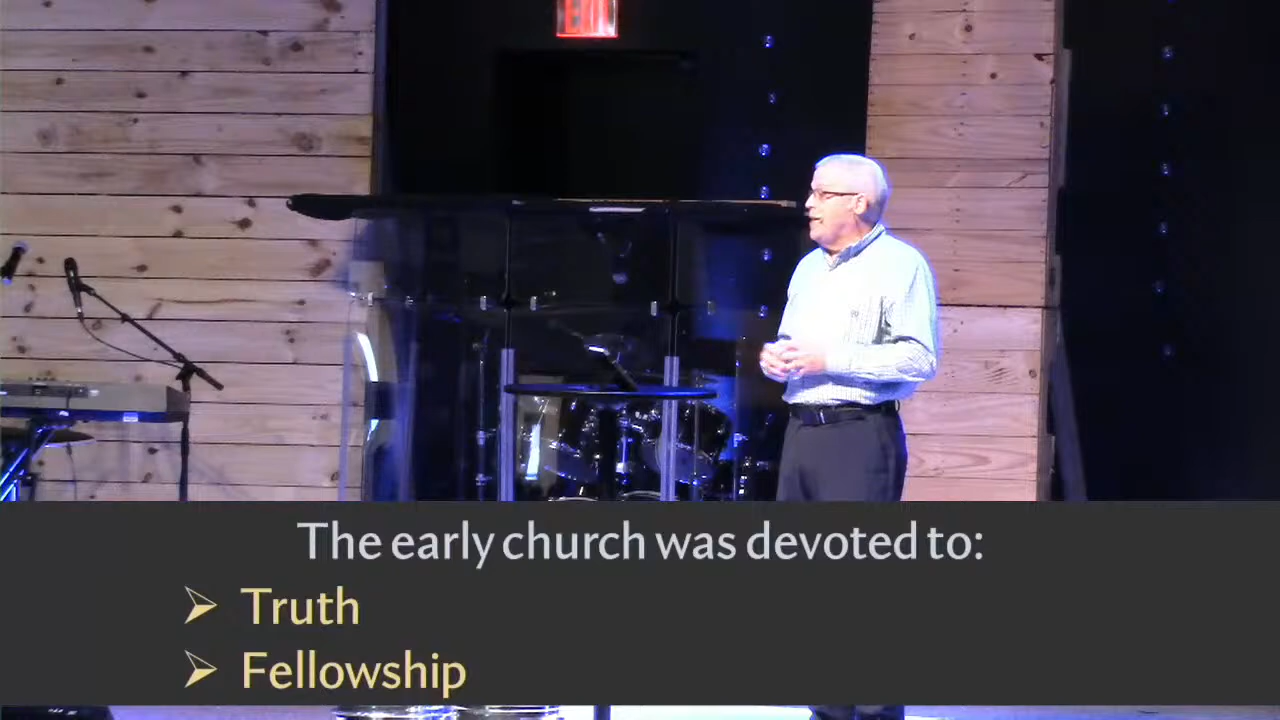 EXIT
The early church was devoted to:
➢ Truth
➢ Fellowship